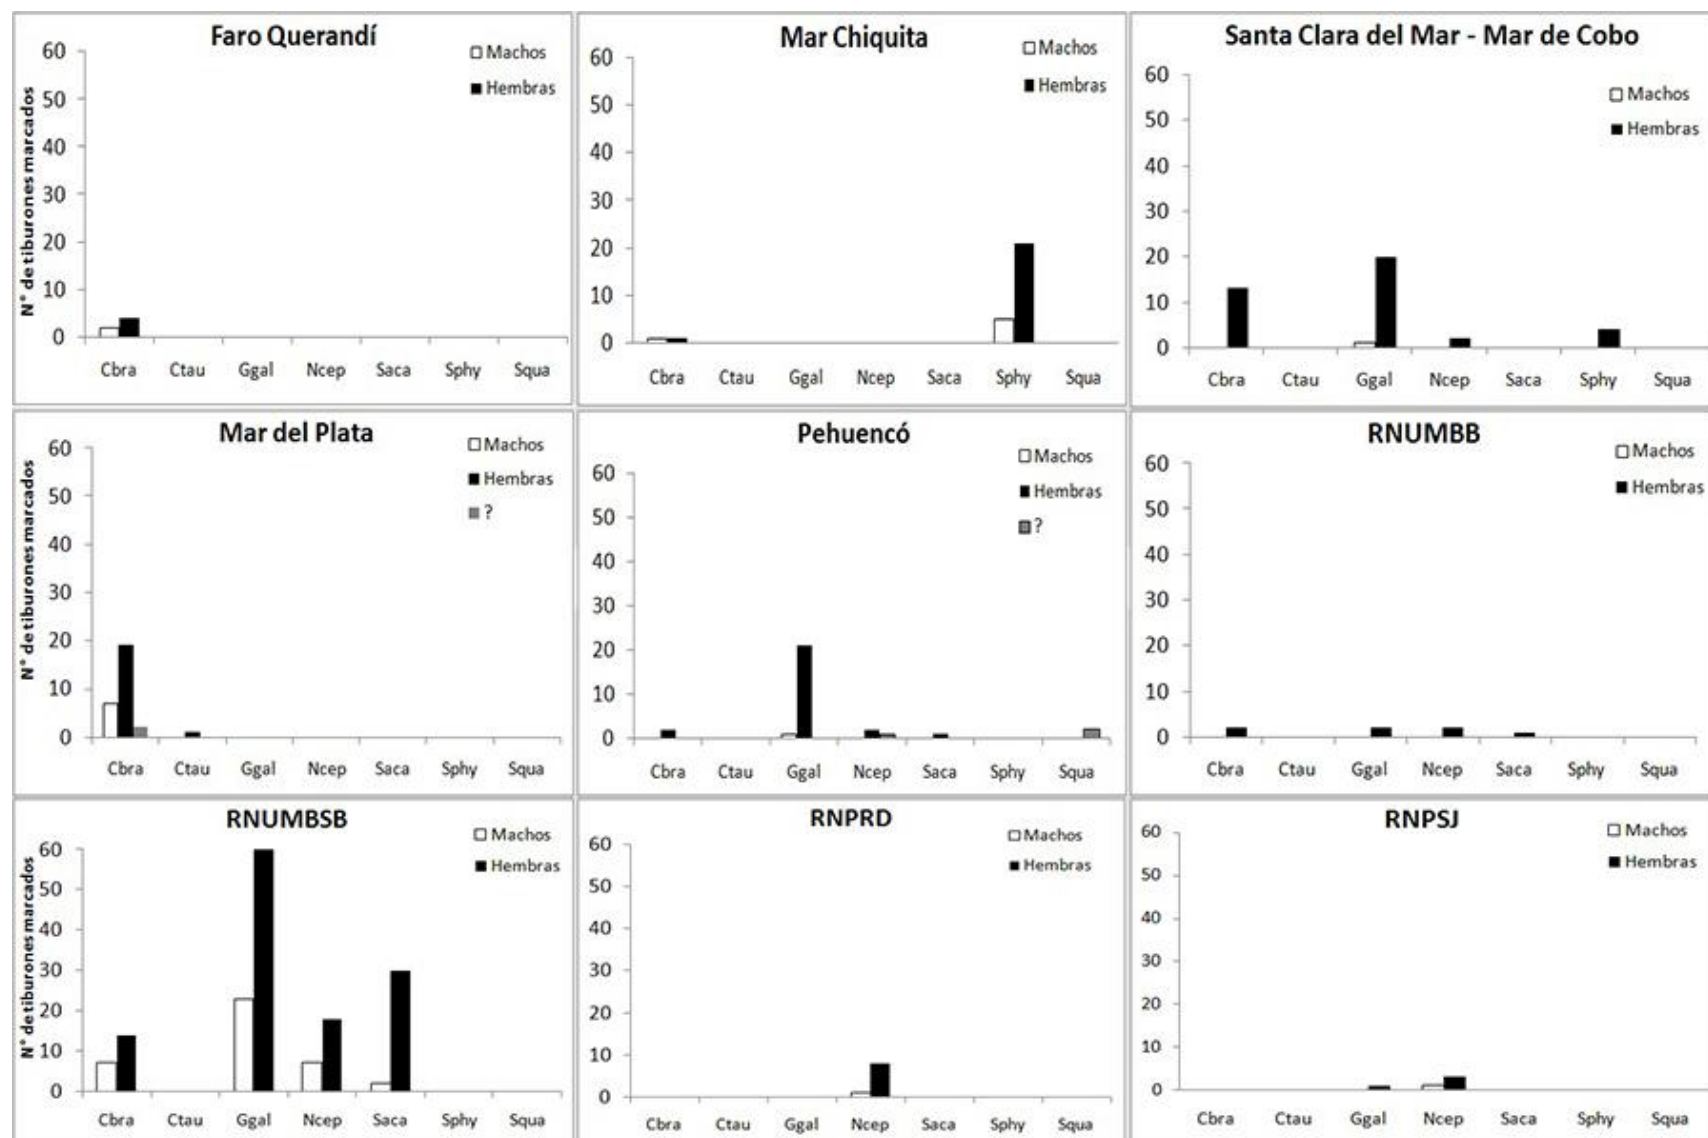 Faro Querandí
Machos
Hembras
N° de tiburones marcados
60
50
40
30
20
10
0
Cbra Ctau Ggal Ncep Saca Sphy Squa
Mar Chiquita
Machos
Hembras
60
50
40
30
20
10
0
Cbra Ctau Ggal Ncep Saca Sphy Squa
Santa Clara del Mar - Mar de Cobo
Machos
Hembras
60
50
40
30
20
10
0
Cbra Ctau Ggal Ncep Saca Sphy Squa
Mar del Plata
Machos
Hembras
?
N° de tiburones marcados
60
50
40
30
20
10
0
Cbra Ctau Ggal Ncep Saca Sphy Squa
Pehuencó
Machos
Hembras
?
60
50
40
30
20
10
0
Cbra Ctau Ggal Ncep Saca Sphy Squa
RNUMBB
Machos
Hembras
60
50
40
30
20
10
0
Cbra Ctau Ggal Ncep Saca Sphy Squa
RNUMBSB
Machos
Hembras
N° de tiburones marcados
60
50
40
30
20
10
0
Cbra Ctau Ggal Ncep Saca Sphy Squa
RNPRD
Machos
Hembras
60
50
40
30
20
10
0
Cbra Ctau Ggal Ncep Saca Sphy Squa
RNPSJ
Machos
Hembras
60
50
40
30
20
10
0
Cbra Ctau Ggal Ncep Saca Sphy Squa